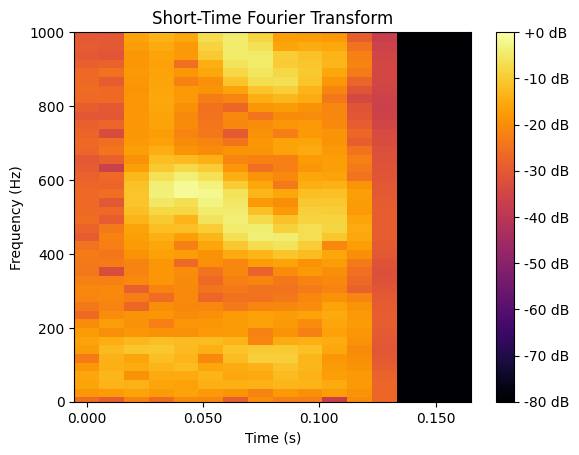 Short-Time Fourier Transform
1000
800
600
400
200
0
Frequency (Hz)
0.000
0.050
0.100
0.150
Time (s)
+0 dB
-10 dB
-20 dB
-30 dB
-40 dB
-50 dB
-60 dB
-70 dB
-80 dB